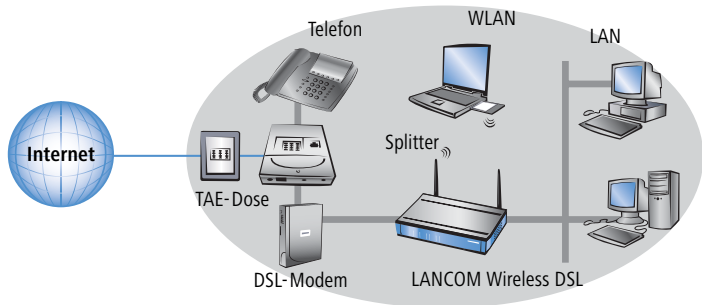 Telefon
WLAN
LAN
Internet
Splitter
TAE-Dose
DSL-Modem
LANCOM Wireless DSL